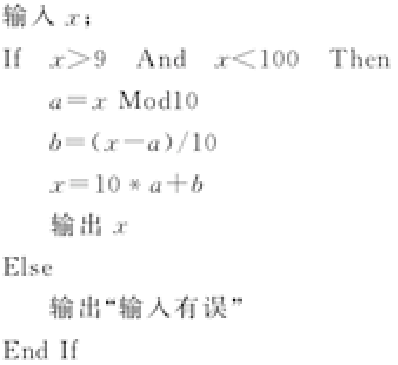 输入 x；
If x>9 And x<100 Then
a=x Mod10
b=(x-a)/10
x=10*a+b
输出 x
Else
输出“输入有误”
End If